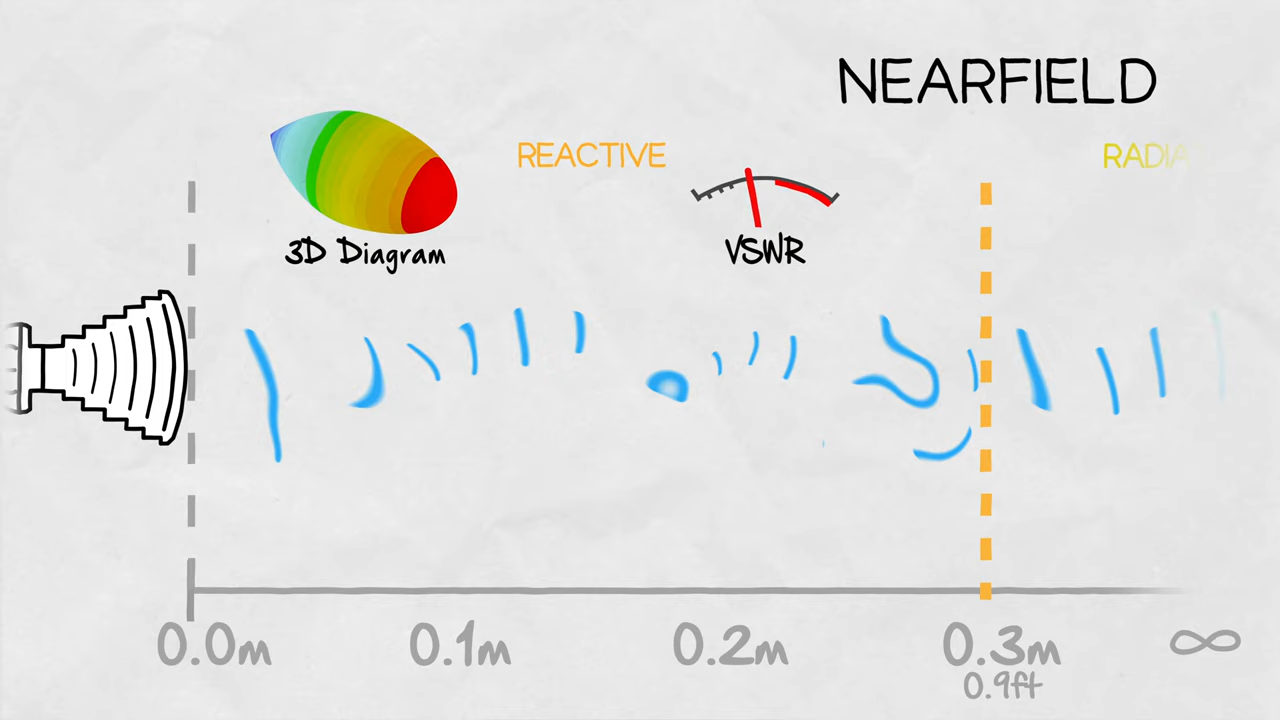 NEARFIELD
REACTIVE
3D Diagram
VSWR
0.0m 0.1m 0.2m 0.3m ∞
0.9ft